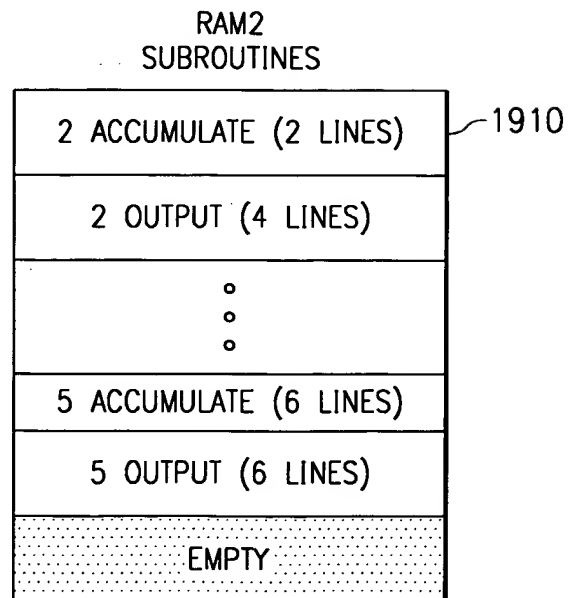 RAM2
SUBROUTINES
2 ACCUMULATE (2 LINES)
1910
2 OUTPUT (4 LINES)
5 ACCUMULATE (6 LINES)
5 OUTPUT (6 LINES)
EMPTY